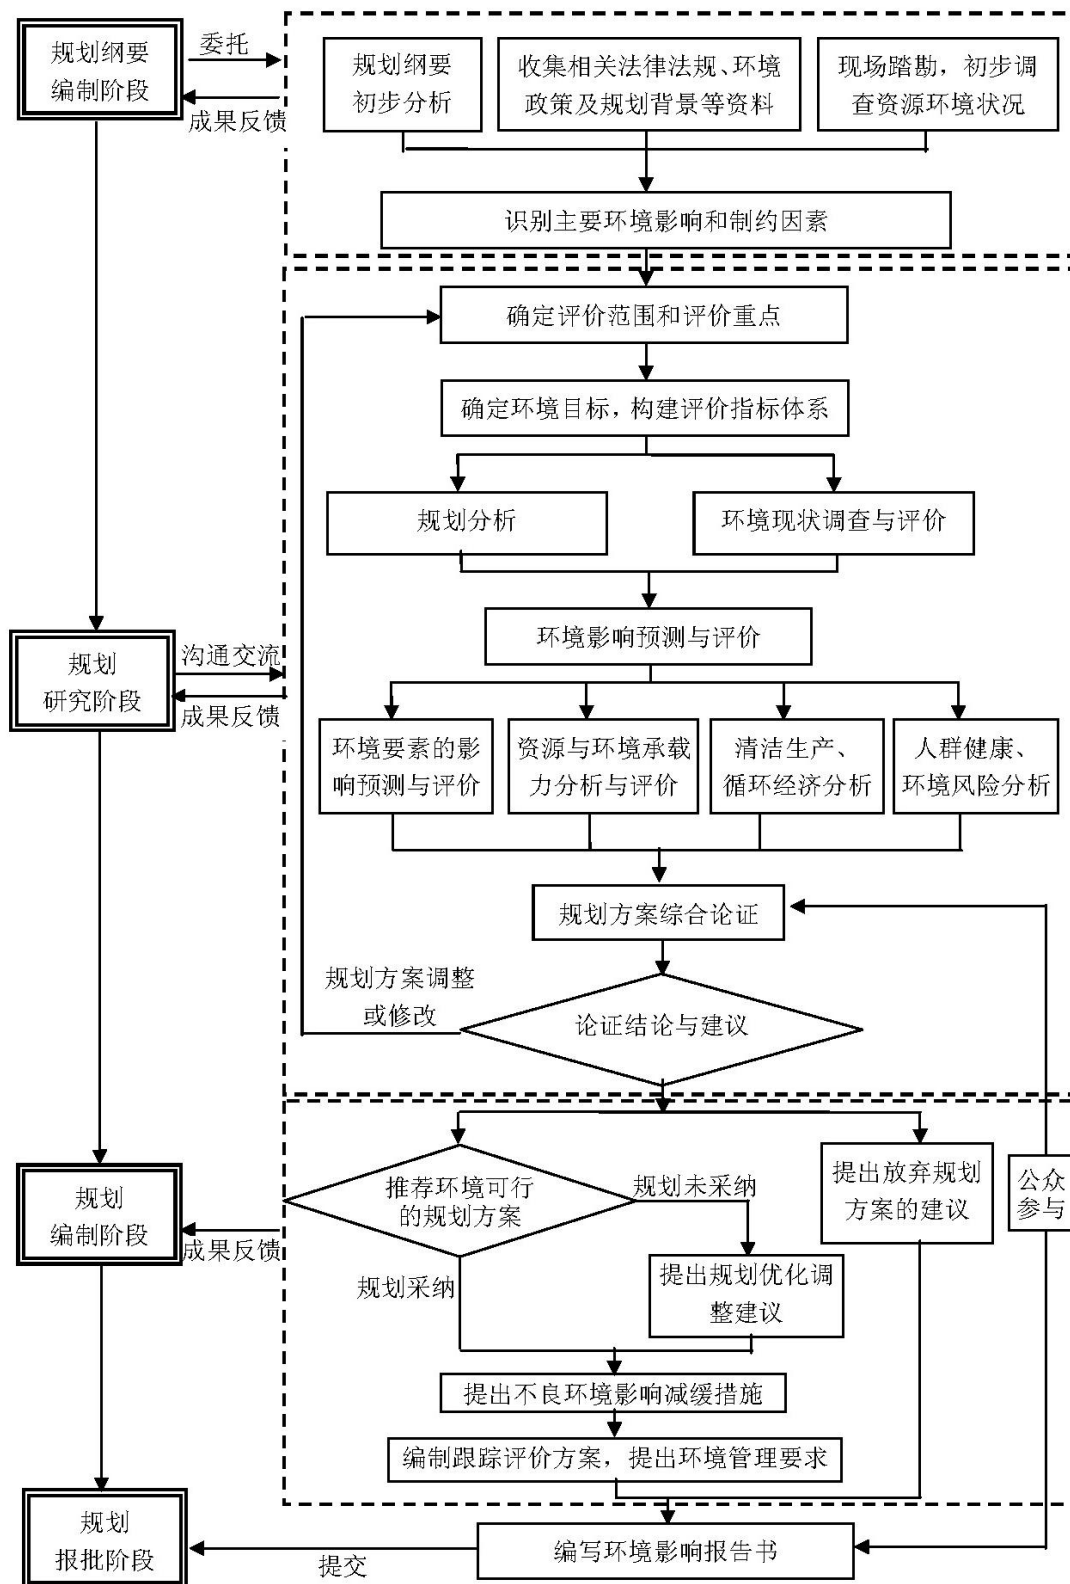 规划纲要
编制阶段
委托
成果反馈
规划纲要
初步分析
收集相关法律法规、环境
政策及规划背景等资料
现场踏勘，初步调
查资源环境状况
识别主要环境影响和制约因素
确定评价范围和评价重点
确定环境目标，构建评价指标体系
规划分析
环境现状调查与评价
环境影响预测与评价
规划
研究阶段
沟通交流
成果反馈
环境要素的影
响预测与评价
资源与环境承载
力分析与评价
清洁生产、
循环经济分析
人群健康、
环境风险分析
规划方案综合论证
规划方案调整
或修改
论证结论与建议
规划
编制阶段
成果反馈
推荐环境可行
的规划方案
规划未采纳
规划采纳
提出规划优化调
整建议
提出放弃规划
方案的建议
公众
参与
提出不良环境影响减缓措施
编制跟踪评价方案，提出环境管理要求
规划
报批阶段
提交
编写环境影响报告书